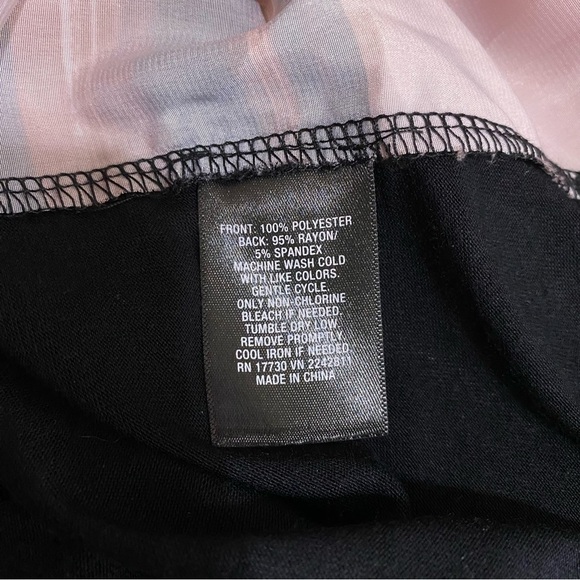 FRONT: 100% POLYESTER
BACK: 95% RAYON/
5% SPANDEX
MACHINE WASH COLD
WITH LIKE COLORS.
GENTLE CYCLE.
ONLY NON-CHLORINE
BLEACH IF NEEDED.
TUMBLE DRY LOW.
REMOVE PROMPTLY.
COOL IRON IF NEEDED.
RN 17730 VN 2242811
MADE IN CHINA